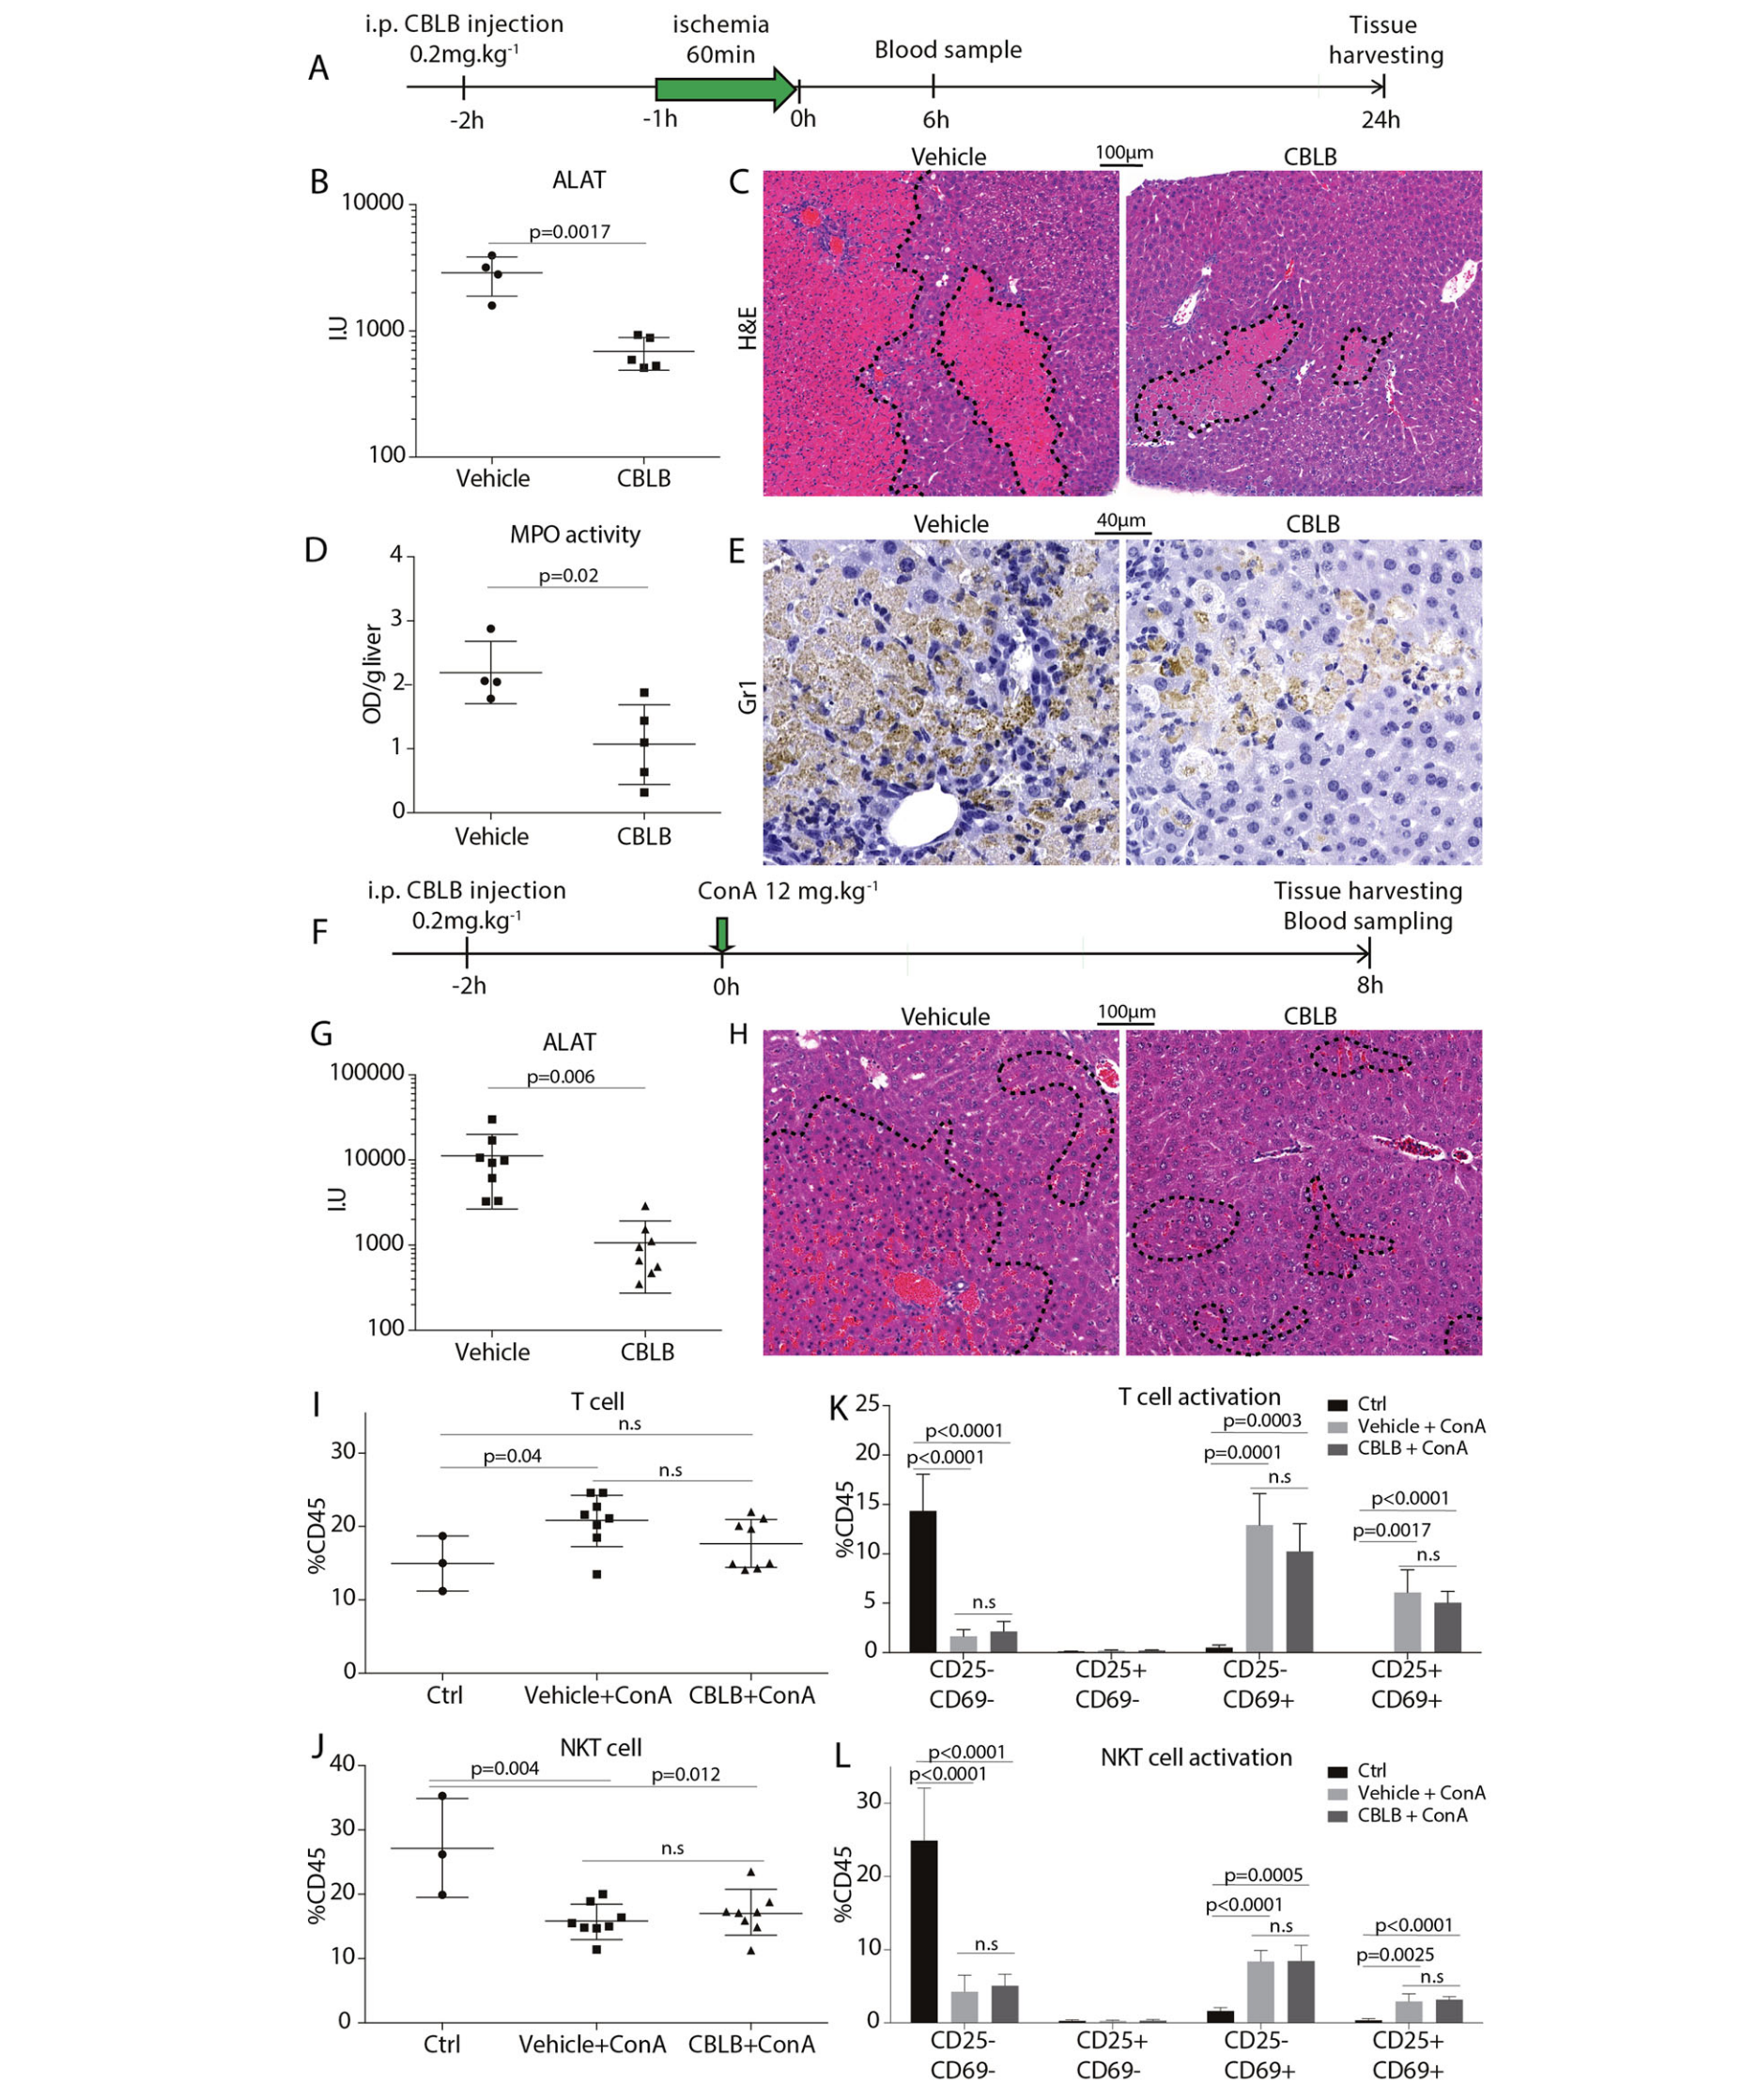 A
i.p. CBLB injection
0.2mg.kg-1
ischemia
60min
Blood sample
Tissue
harvesting
-2h
-1h
0h
6h
24h
B
ALAT
10000
1000
100
I.U
p=0.0017
Vehicle
CBLB
C
Vehicle
100µm
CBLB
H&E
D
MPO activity
4
3
2
1
0
OD/g liver
p=0.02
Vehicle
CBLB
E
Vehicle
40µm
CBLB
Gr1
F
i.p. CBLB injection
0.2mg.kg-1
ConA 12 mg.kg-1
Tissue harvesting
Blood sampling
-2h
0h
8h
G
ALAT
100000
10000
1000
100
I.U
p=0.006
Vehicle
CBLB
H
Vehicule
100µm
CBLB
I
T cell
30
20
10
0
%CD45
n.s
p=0.04
n.s
Ctrl
Vehicle+ConA
CBLB+ConA
K
T cell activation
Ctrl
Vehicle + ConA
CBLB + ConA
25
20
15
10
5
0
%CD45
p<0.0001
p<0.0001
n.s
p=0.0003
p=0.0001
n.s
p<0.0001
p=0.0017
n.s
CD25-
CD69-
CD25+
CD69-
CD25-
CD69+
CD25+
CD69+
J
NKT cell
40
30
20
10
0
%CD45
p=0.004
p=0.012
n.s
Ctrl
Vehicle+ConA
CBLB+ConA
L
NKT cell activation
Ctrl
Vehicle + ConA
CBLB + ConA
30
20
10
0
%CD45
p<0.0001
p<0.0001
n.s
p=0.0005
p<0.0001
n.s
p<0.0001
p=0.0025
n.s
CD25-
CD69-
CD25+
CD69-
CD25-
CD69+
CD25+
CD69+